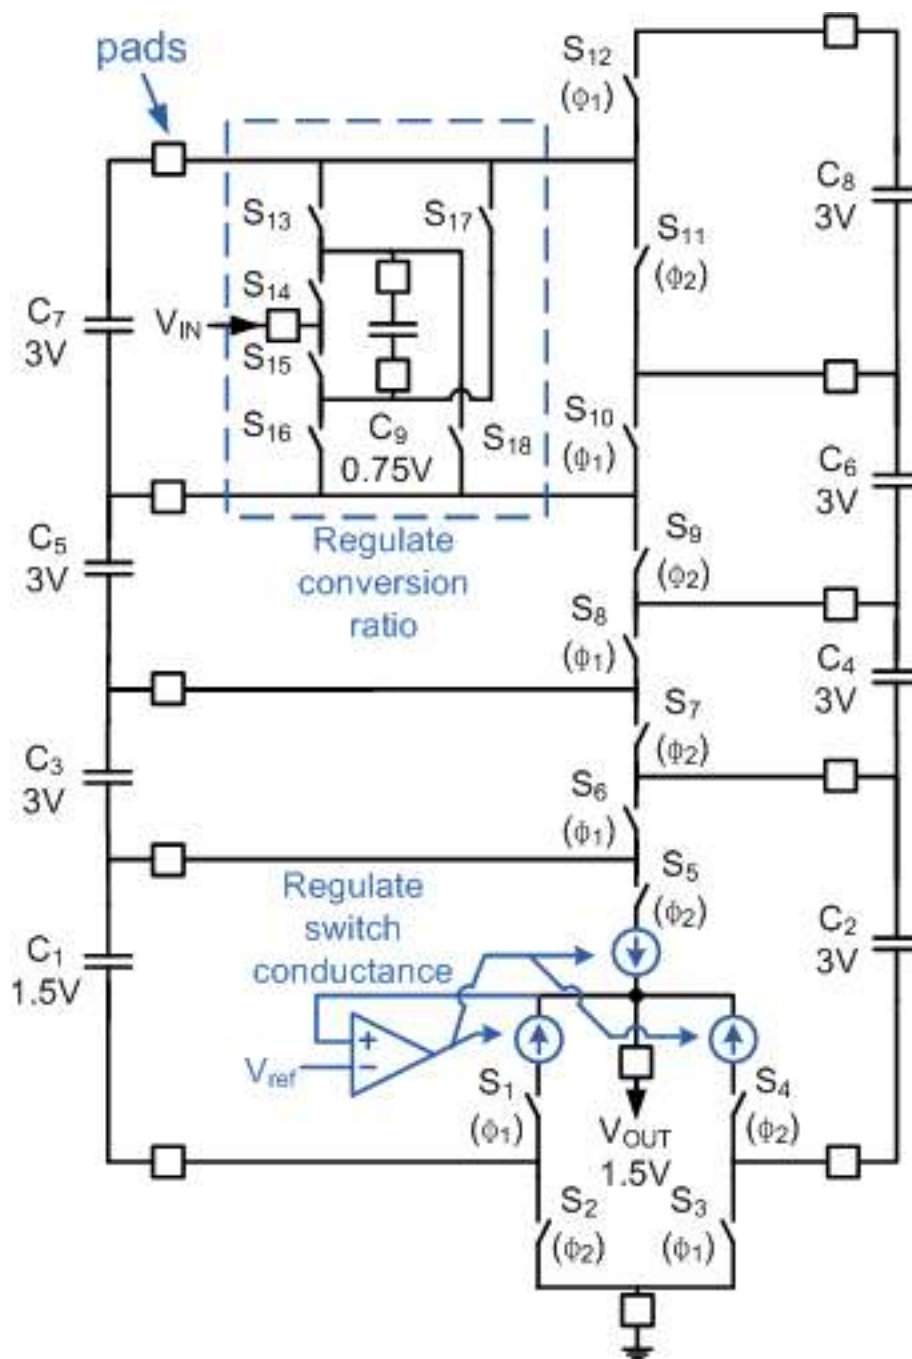 pads
S12
(ϕ1)
C8
3V
S13
S17
S11
(ϕ2)
S14
C7
3V
VIN
S15
S16
C9
0.75V
S18
S10
(ϕ1)
C6
3V
Regulate
conversion
ratio
C5
3V
S9
(ϕ2)
S8
(ϕ1)
C4
3V
S7
(ϕ2)
C3
3V
S6
(ϕ1)
Regulate
switch
conductance
S5
(ϕ2)
C1
1.5V
C2
3V
+
−
Vref
S1
(ϕ1)
VOUT
1.5V
S4
(ϕ2)
S2
(ϕ2)
S3
(ϕ1)